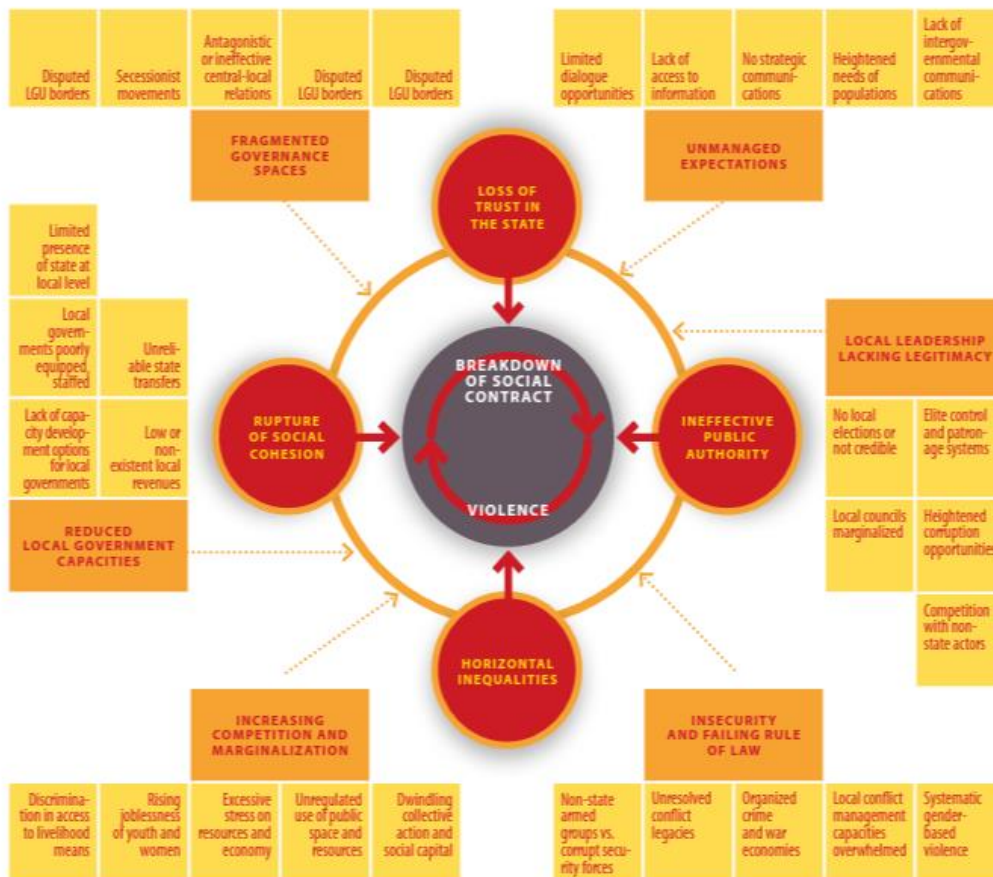 Disputed
LGU borders
Secessionist
movements
Antagonistic
or ineffective
central-local
relations
Disputed
LGU borders
Disputed
LGU borders
Limited
dialogue
opportunities
Lack of
access to
information
No strategic
communi-
cations
Heightened
needs of
populations
Lack of
intergov-
ernmental
communi-
cations
FRAGMENTED
GOVERNANCE
SPACES
UNMANAGED
EXPECTATIONS
LOSS OF
TRUST IN
THE STATE
Limited
presence
of state at
local level
Local
govern-
ments poorly
equipped,
staffed
Unreli-
able state
transfers
Lack of capa-
city develop-
ment options
for local
governments
Low or
non-
existent local
revenues
REDUCED
LOCAL GOVERNMENT
CAPACITIES
RUPTURE
OF SOCIAL
COHESION
BREAKDOWN
OF SOCIAL
CONTRACT
VIOLENCE
INEFFECTIVE
PUBLIC
AUTHORITY
LOCAL LEADERSHIP
LACKING LEGITIMACY
No local
elections or
not credible
Elite control
and patron-
age systems
Local councils
marginalized
Heightened
corruption
opportunities
Competition
with non-
state actors
HORIZONTAL
INEQUALITIES
INCREASING
COMPETITION AND
MARGINALIZATION
INSECURITY
AND FAILING RULE
OF LAW
Discrimina-
tion in access
to livelihood
means
Rising
joblessness
of youth and
women
Excessive
stress on
resources and
economy
Unregulated
use of public
space and
resources
Dwindling
collective
action and
social capital
Non-state
armed
groups vs.
corrupt secu-
rity forces
Unresolved
conflict
legacies
Organized
crime
and war
economies
Local conflict
management
capacities
overwhelmed
Systematic
gender-
based
violence